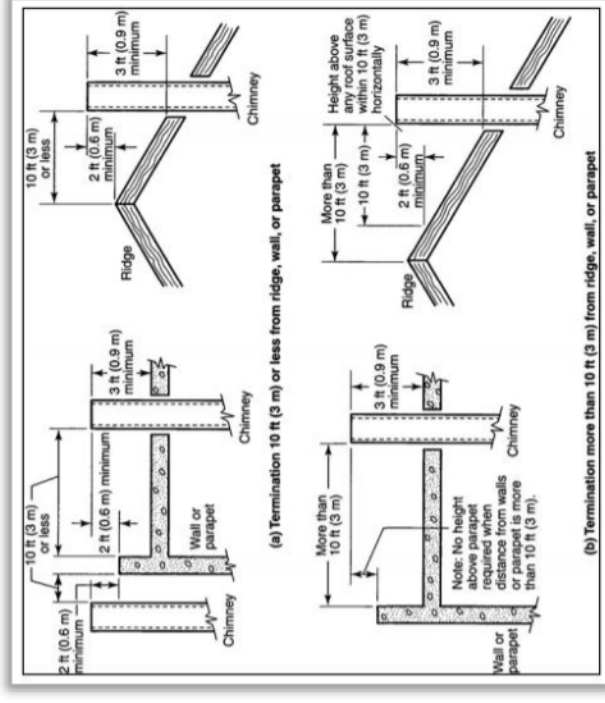 10 ft (3 m)
or less
2 ft (0.6 m)
minimum
2 ft (0.6 m) minimum
3 ft (0.9 m)
minimum
Wall or
parapet
Chimney
Chimney
10 ft (3 m)
or less
2 ft (0.6 m)
minimum
3 ft (0.9 m)
minimum
Ridge
Chimney
(a) Termination 10 ft (3 m) or less from ridge, wall, or parapet
More than
10 ft (3 m)
3 ft (0.9 m)
minimum
Note: No height
above parapet
required when
distance from walls
or parapet is more
than 10 ft (3 m).
Wall or
parapet
Chimney
More than
10 ft (3 m)
10 ft (3 m)
2 ft (0.6 m)
minimum
Height above
any roof surface
within 10 ft (3 m)
horizontally
3 ft (0.9 m)
minimum
Ridge
Chimney
(b) Termination more than 10 ft (3 m) from ridge, wall, or parapet